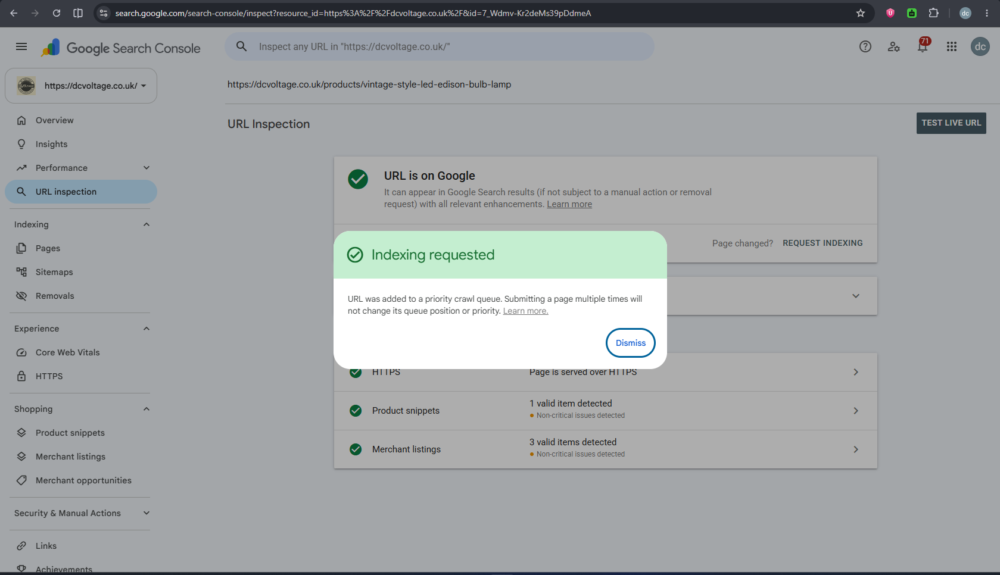 search.google.com/search-console/inspect?resource_id=https%3A%2F%2Fdcvoltage.co.uk%2F&id=7_Wdmv-Kr2deMs39pDdmeA
dc
Google Search Console
Inspect any URL in "https://dcvoltage.co.uk/"
71
dc
https://dcvoltage.co.uk/
https://dcvoltage.co.uk/products/vintage-style-led-edison-bulb-lamp
Overview
URL Inspection
TEST LIVE URL
Insights
Performance
URL inspection
URL is on Google
It can appear in Google Search results (if not subject to a manual action or removal
request) with all relevant enhancements. Learn more
Indexing
Pages
Page changed?
REQUEST INDEXING
Sitemaps
Removals
Indexing requested
URL was added to a priority crawl queue. Submitting a page multiple times will
not change its queue position or priority. Learn more.
Dismiss
Experience
Core Web Vitals
HTTPS
HTTPS
Page is served over HTTPS
Shopping
Product snippets
1 valid item detected
Non-critical issues detected
Product snippets
Merchant listings
3 valid items detected
Non-critical issues detected
Merchant listings
Merchant opportunities
Security & Manual Actions
Links
Achievements